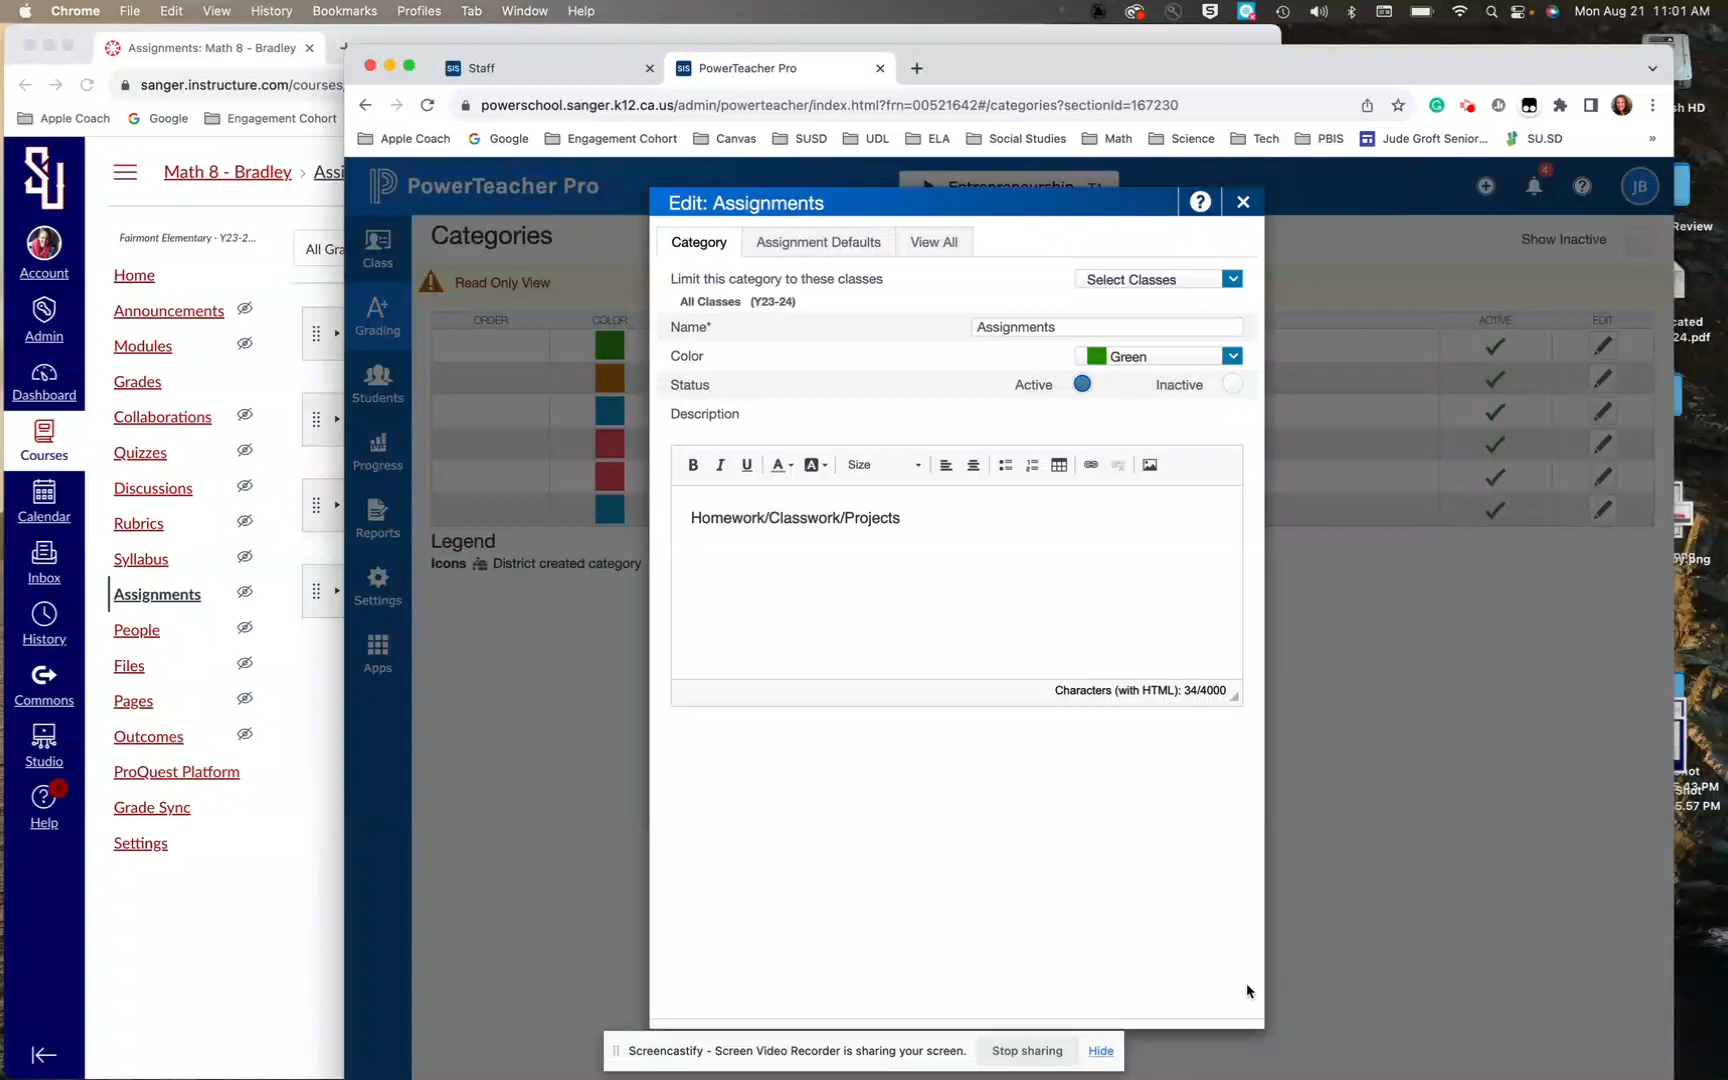 Chrome File Edit View History Bookmarks Profiles Tab Window Help
Mon Aug 21 11:01 AM
Assignments: Math 8 - Bradley
sanger.instructure.com/courses
Apple Coach Google Engagement Cohort
SIS Staff
SIS PowerTeacher Pro
powerschool.sanger.k12.ca.us/admin/powerteacher/index.html?frn=00521642#/categories?sectionId=167230
Apple Coach Google Engagement Cohort Canvas SUSD UDL ELA Social Studies Math Science Tech PBIS Jude Groft Senior... SU.SD »
Account
Admin
Dashboard
Courses
Calendar
Inbox
History
Commons
Studio
Help
Math 8 - Bradley › Assi
Fairmont Elementary - Y23-2...
All Gra
Home
Announcements
Modules
Grades
Collaborations
Quizzes
Discussions
Rubrics
Syllabus
Assignments
People
Files
Pages
Outcomes
ProQuest Platform
Grade Sync
Settings
PowerTeacher Pro
Entrepreneurship T1
4
JB
Class
Grading
Students
Progress
Reports
Settings
Apps
Categories
Show Inactive
Read Only View
ORDER COLOR ACTIVE EDIT
Legend
Icons District created category
Edit: Assignments
Category Assignment Defaults View All
Limit this category to these classes Select Classes
All Classes (Y23-24)
Name* Assignments
Color Green
Status Active Inactive
Description
B I U A A Size
Homework/Classwork/Projects
Characters (with HTML): 34/4000
Screencastify - Screen Video Recorder is sharing your screen. Stop sharing Hide
Review
24.pdf
5.57 PM